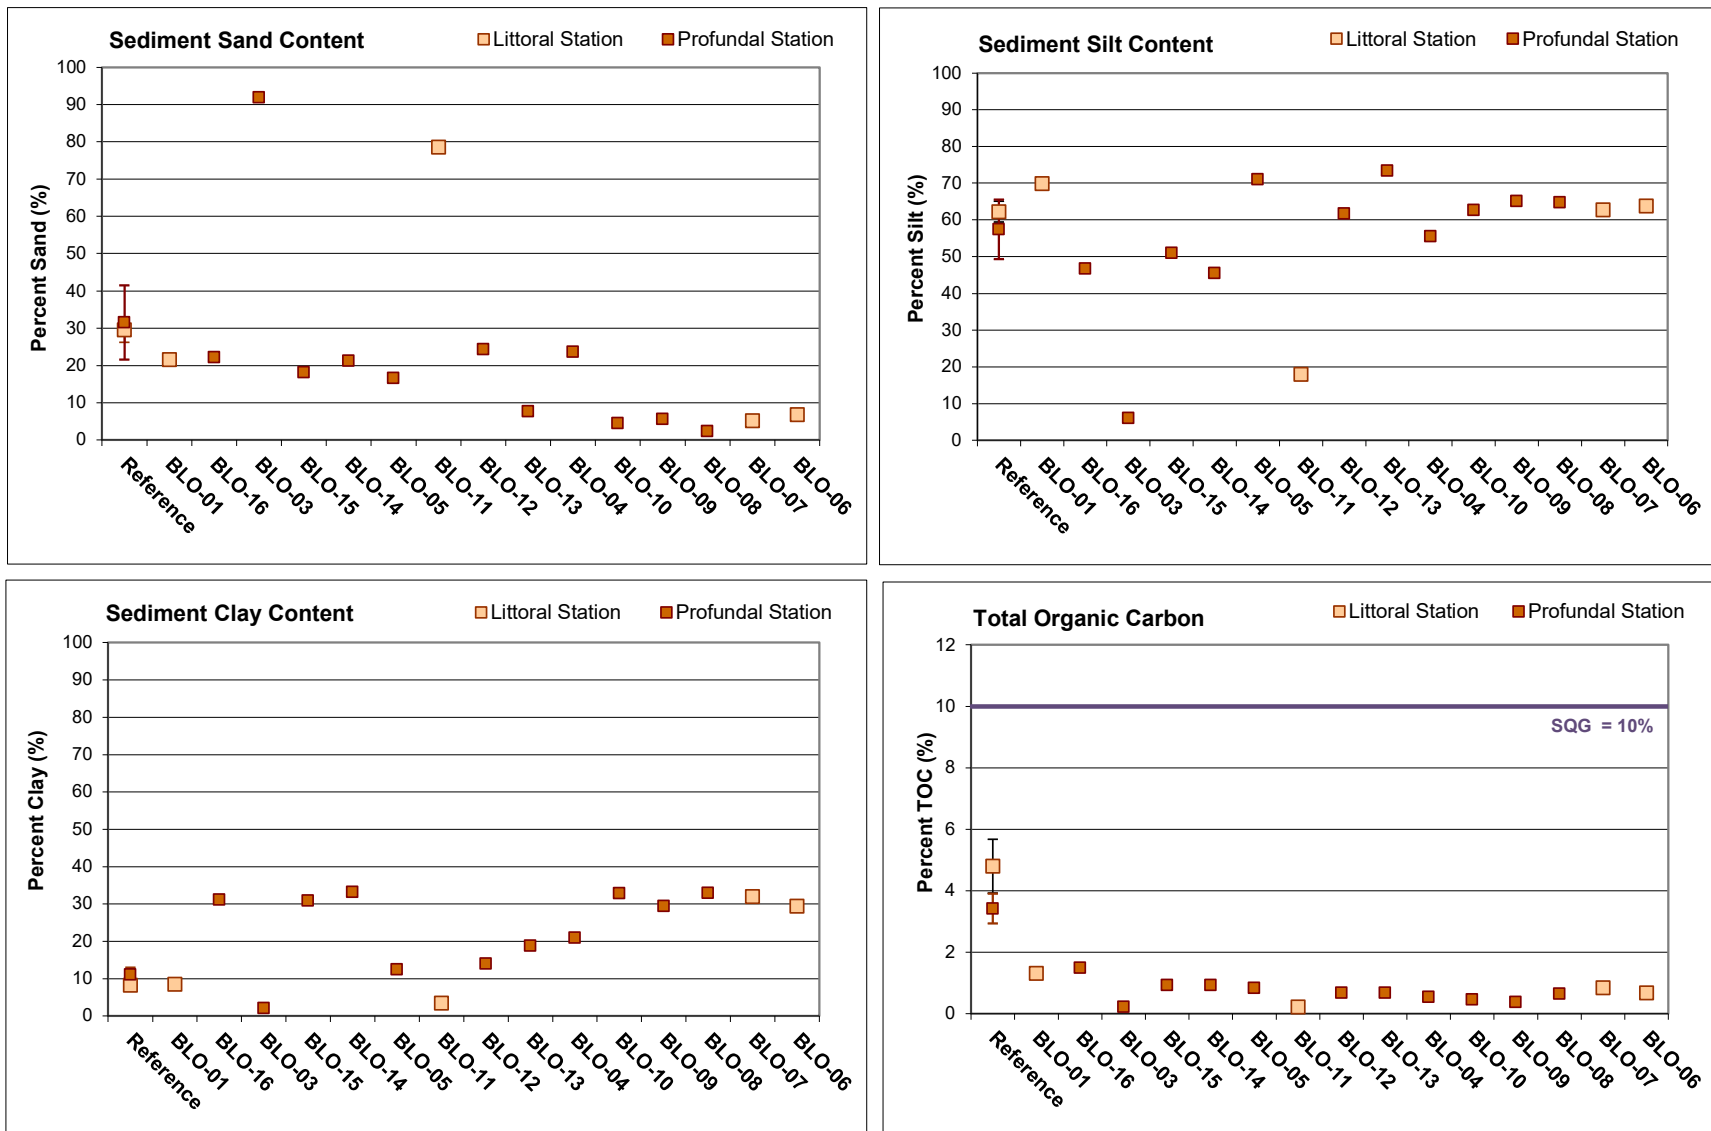 Sediment Sand Content
Littoral Station
Profundal Station
Percent Sand (%)
100
90
80
70
60
50
40
30
20
10
0
Reference
BLO-01
BLO-16
BLO-03
BLO-15
BLO-14
BLO-05
BLO-11
BLO-12
BLO-13
BLO-04
BLO-10
BLO-09
BLO-08
BLO-07
BLO-06
Sediment Silt Content
Littoral Station
Profundal Station
Percent Silt (%)
100
90
80
70
60
50
40
30
20
10
0
Reference
BLO-01
BLO-16
BLO-03
BLO-15
BLO-14
BLO-05
BLO-11
BLO-12
BLO-13
BLO-04
BLO-10
BLO-09
BLO-08
BLO-07
BLO-06
Sediment Clay Content
Littoral Station
Profundal Station
Percent Clay (%)
100
90
80
70
60
50
40
30
20
10
0
Reference
BLO-01
BLO-16
BLO-03
BLO-15
BLO-14
BLO-05
BLO-11
BLO-12
BLO-13
BLO-04
BLO-10
BLO-09
BLO-08
BLO-07
BLO-06
Total Organic Carbon
Littoral Station
Profundal Station
Percent TOC (%)
12
10
8
6
4
2
0
SQG = 10%
Reference
BLO-01
BLO-16
BLO-03
BLO-15
BLO-14
BLO-05
BLO-11
BLO-12
BLO-13
BLO-04
BLO-10
BLO-09
BLO-08
BLO-07
BLO-06